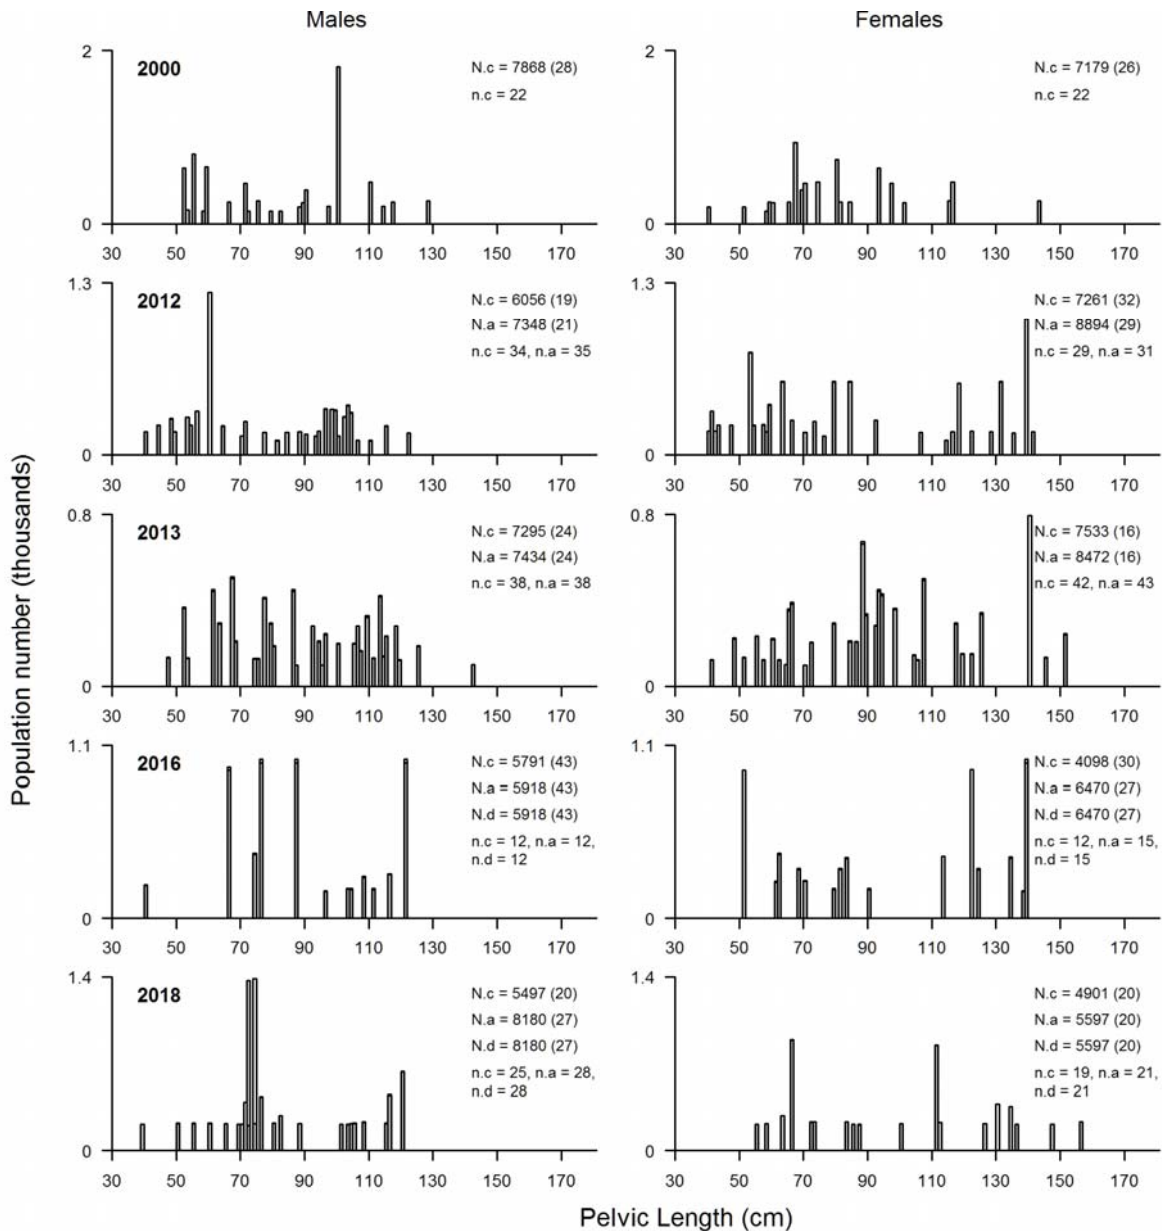 Males
Females
2
2000
N.c = 7868 (28)
n.c = 22
0
30 50 70 90 110 130 150 170
N.c = 7179 (26)
n.c = 22
30 50 70 90 110 130 150 170
1.3
2012
N.c = 6056 (19)
N.a = 7348 (21)
n.c = 34, n.a = 35
0
30 50 70 90 110 130 150 170
1.3
N.c = 7261 (32)
N.a = 8894 (29)
n.c = 29, n.a = 31
0
30 50 70 90 110 130 150 170
0.8
2013
N.c = 7295 (24)
N.a = 7434 (24)
n.c = 38, n.a = 38
0
30 50 70 90 110 130 150 170
0.8
N.c = 7533 (16)
N.a = 8472 (16)
n.c = 42, n.a = 43
0
30 50 70 90 110 130 150 170
1.1
2016
N.c = 5791 (43)
N.a = 5918 (43)
N.d = 5918 (43)
n.c = 12, n.a = 12,
n.d = 12
0
30 50 70 90 110 130 150 170
1.1
N.c = 4098 (30)
N.a = 6470 (27)
N.d = 6470 (27)
n.c = 12, n.a = 15,
n.d = 15
0
30 50 70 90 110 130 150 170
1.4
2018
N.c = 5497 (20)
N.a = 8180 (27)
N.d = 8180 (27)
n.c = 25, n.a = 28,
n.d = 28
0
30 50 70 90 110 130 150 170
1.4
N.c = 4901 (20)
N.a = 5597 (20)
N.d = 5597 (20)
n.c = 19, n.a = 21,
n.d = 21
0
30 50 70 90 110 130 150 170
Population number (thousands)
Pelvic Length (cm)